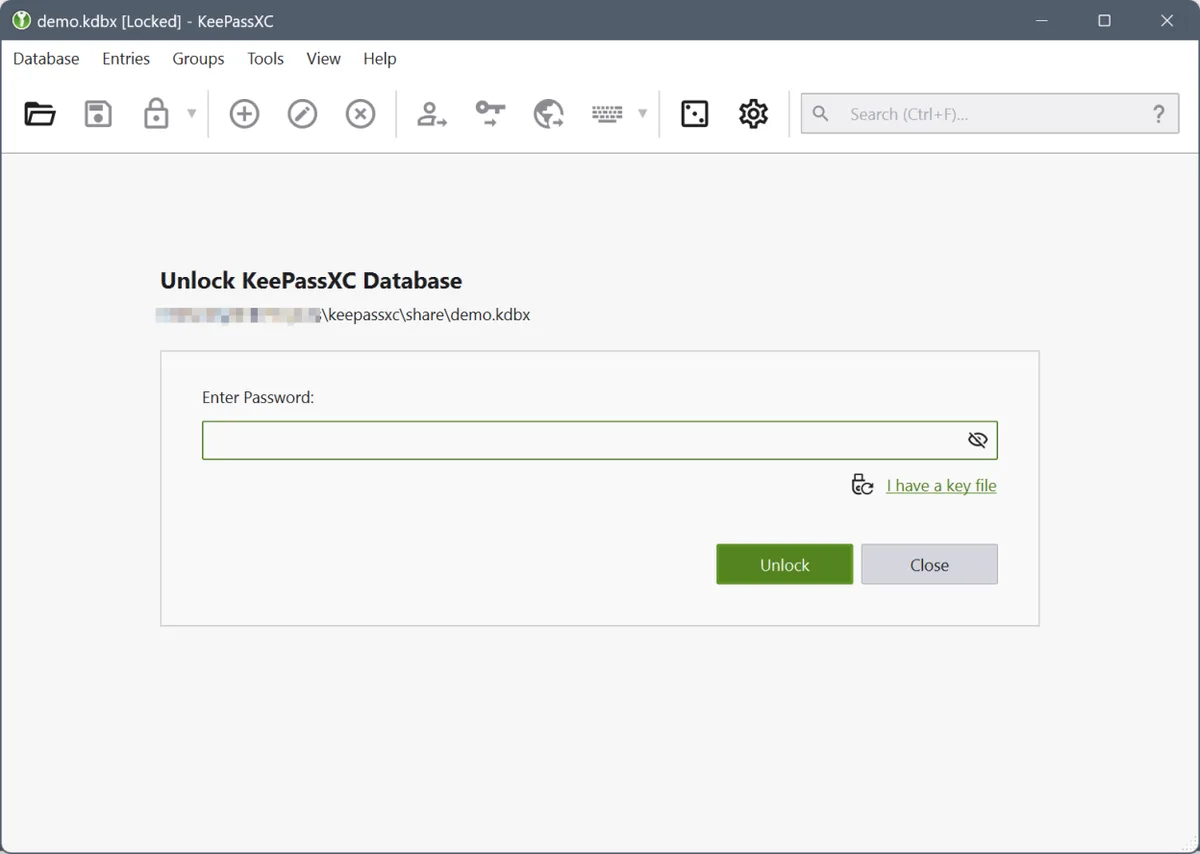 demo.kdbx [Locked] - KeePassXC
Database Entries Groups Tools View Help
Search (Ctrl+F)... ?
Unlock KeePassXC Database
\keepassxc\share\demo.kdbx
Enter Password:
I have a key file
Unlock Close